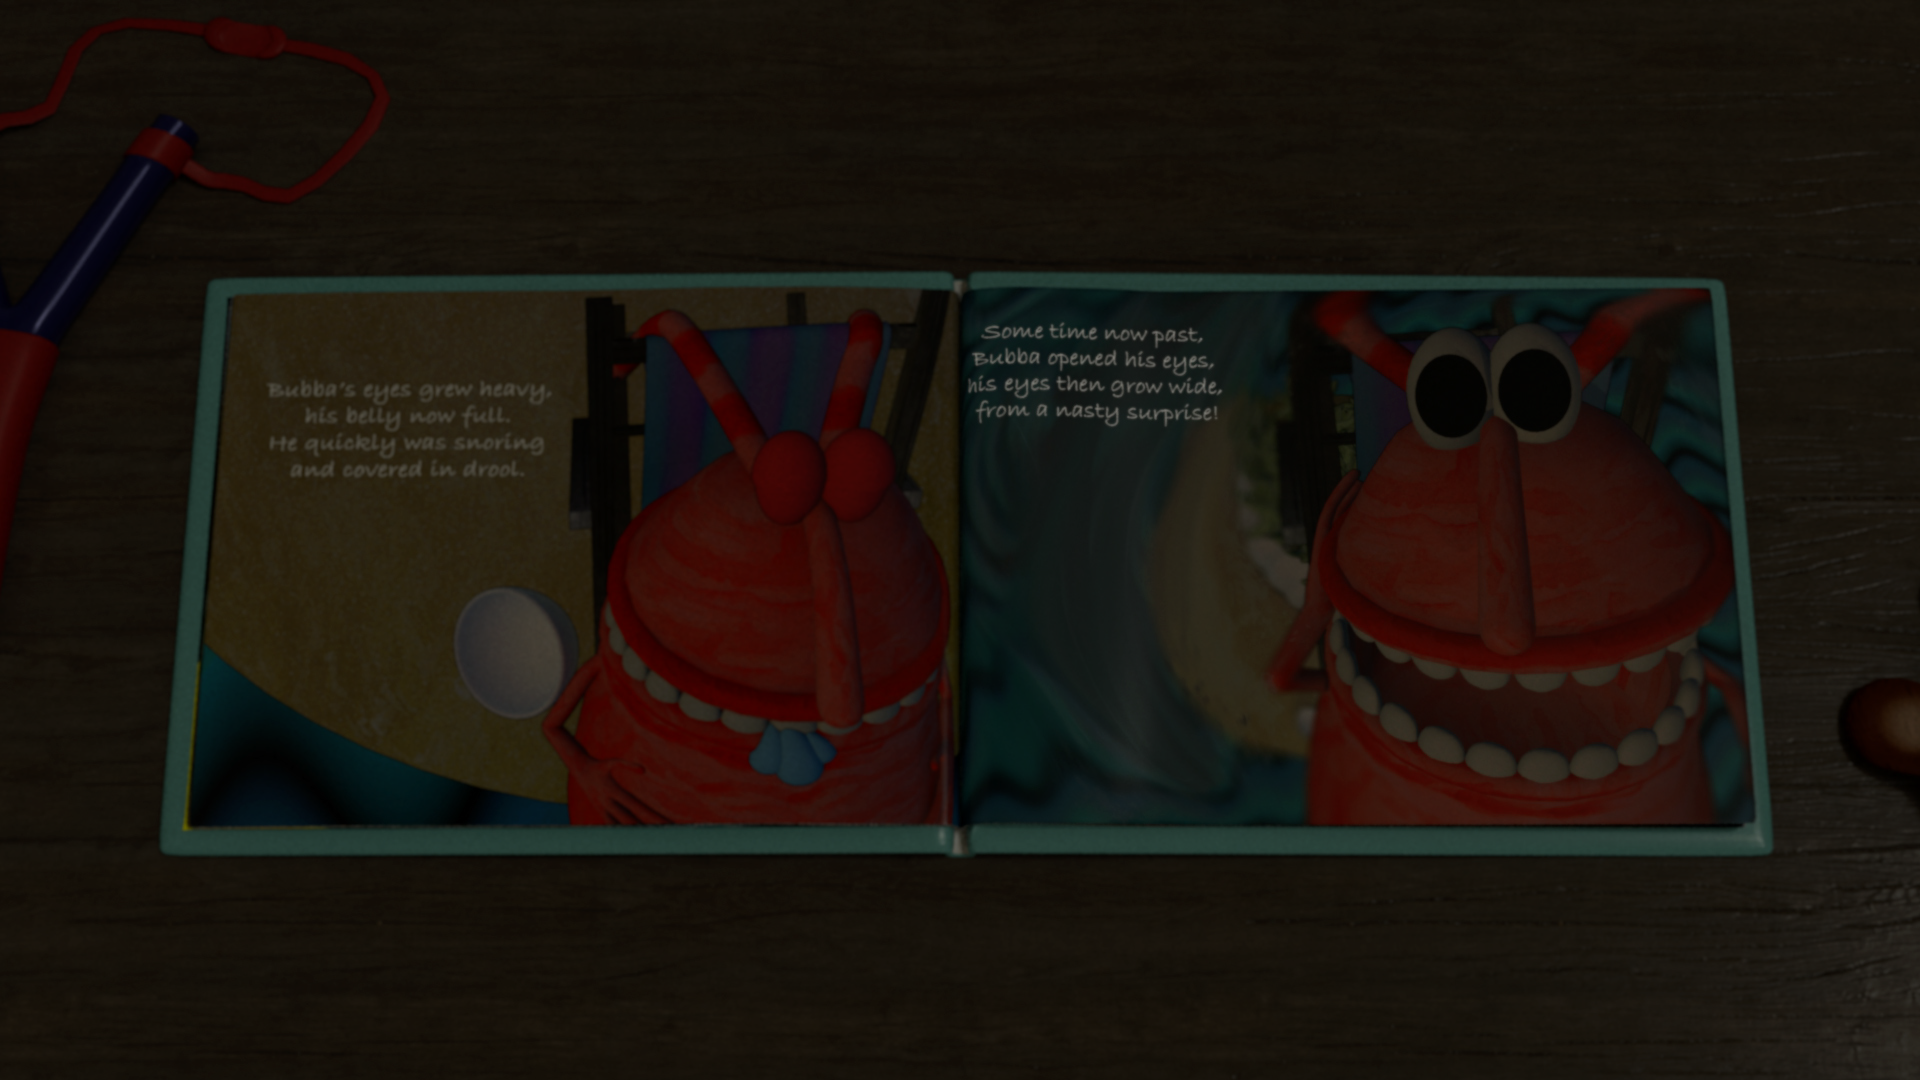 Bubba's eyes grew heavy,
his belly now full.
He quickly was snoring
and covered in drool.
Some time now past,
Bubba opened his eyes,
his eyes then grow wide,
from a nasty surprise!